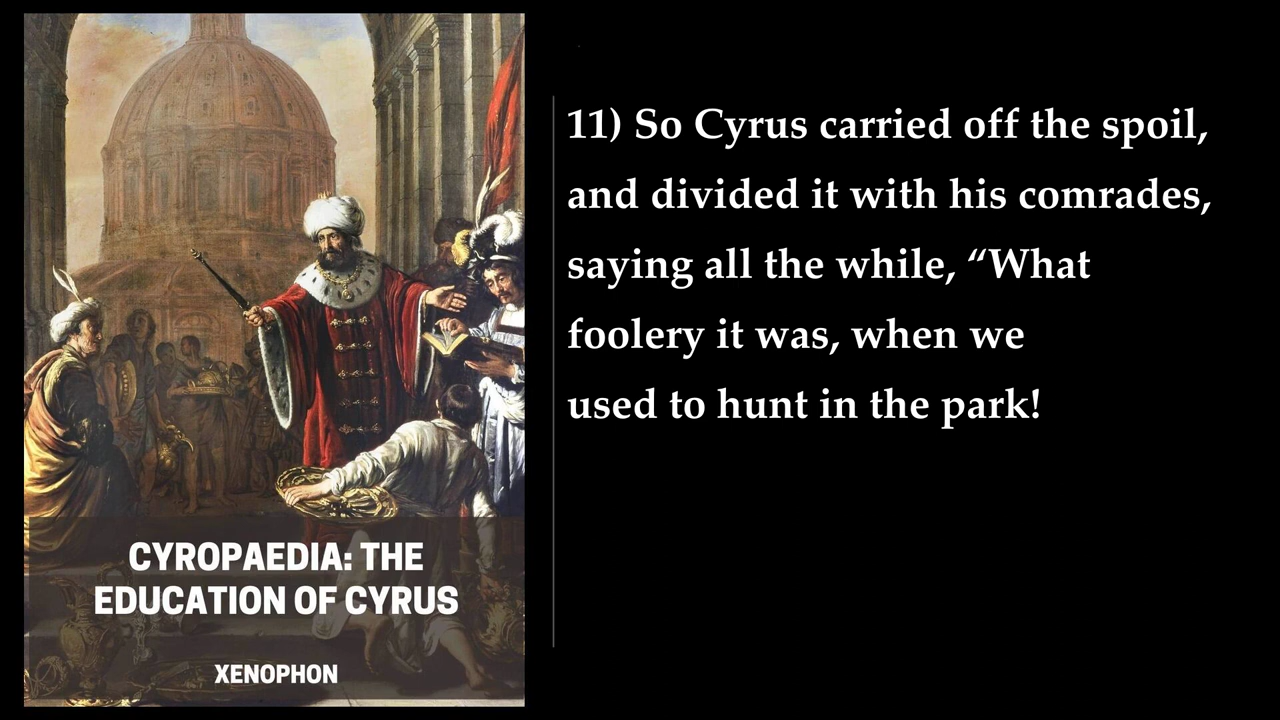 CYROPAEDIA: THE
EDUCATION OF CYRUS
XENOPHON
11) So Cyrus carried off the spoil,
and divided it with his comrades,
saying all the while, “What
foolery it was, when we
used to hunt in the park!